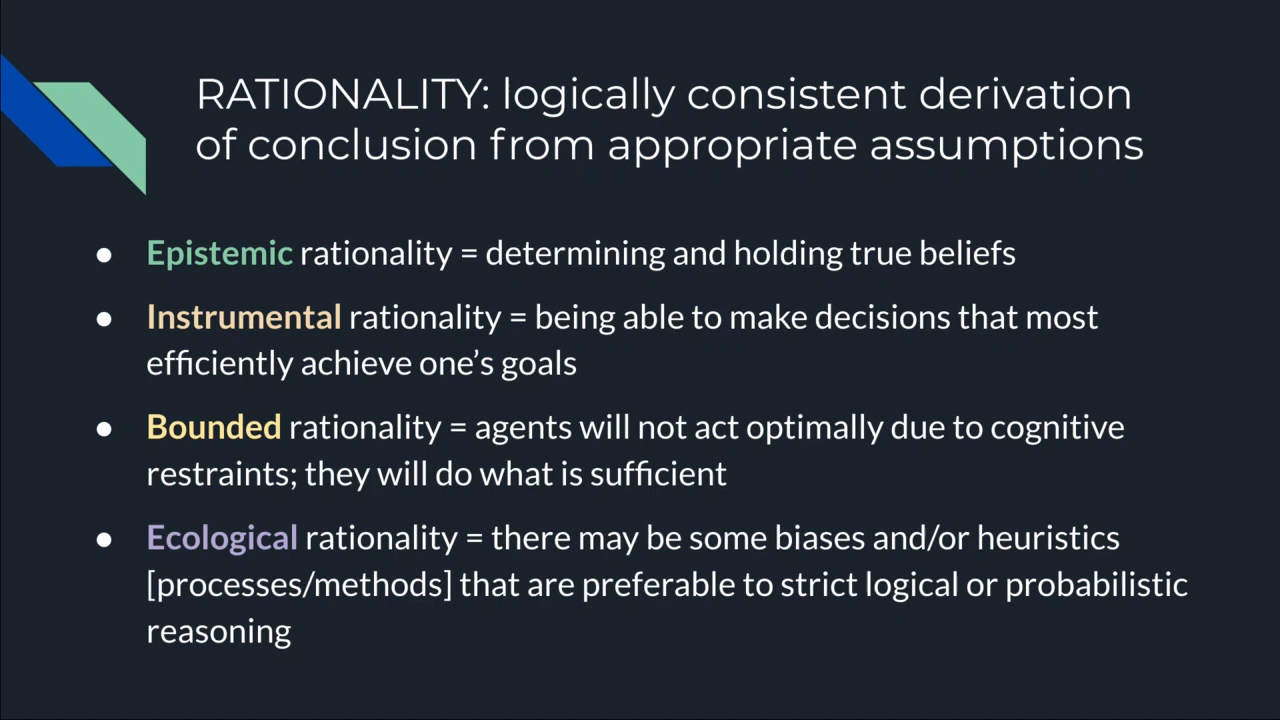 RATIONALITY: logically consistent derivation
of conclusion from appropriate assumptions
● Epistemic rationality = determining and holding true beliefs
● Instrumental rationality = being able to make decisions that most
efficiently achieve one’s goals
● Bounded rationality = agents will not act optimally due to cognitive
restraints; they will do what is sufficient
● Ecological rationality = there may be some biases and/or heuristics
[processes/methods] that are preferable to strict logical or probabilistic
reasoning